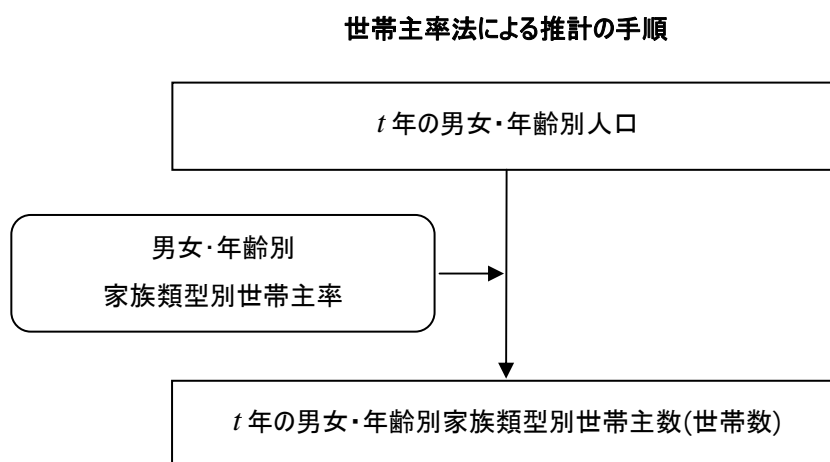 世帯主率法による推計の手順
t 年の男女・年齢別人口
男女・年齢別
家族類型別世帯主率
t 年の男女・年齢別家族類型別世帯主数(世帯数)